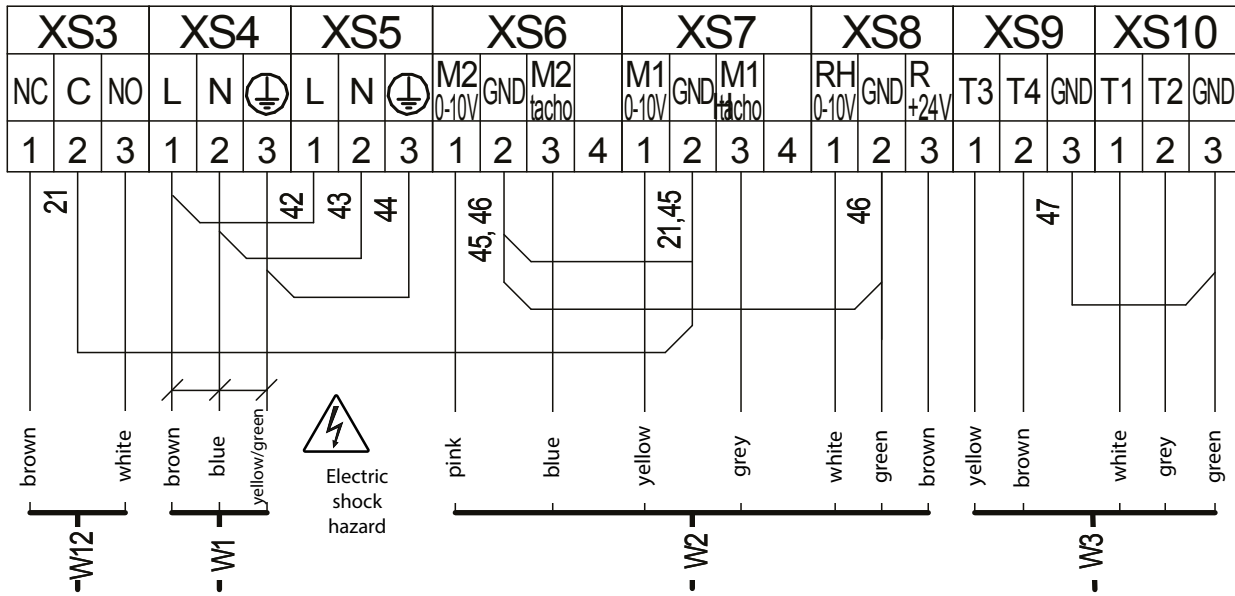 XS3 XS4 XS5 XS6 XS7 XS8 XS9 XS10
NC C NO L N L N M2 0-10V GND M2 tacho M1 0-10V GND M1 tacho RH 0-10V GND R +24V T3 T4 GND T1 T2 GND
1 2 3 1 2 3 1 2 3 1 2 3 4 1 2 3 4 1 2 3 1 2 3 1 2 3
21 42 43 44 45, 46 21,45 46 47
brown white brown blue yellow/green pink blue yellow grey white green brown yellow brown white grey green
Electric
shock
hazard
-W12 -W1 -W2 -W3